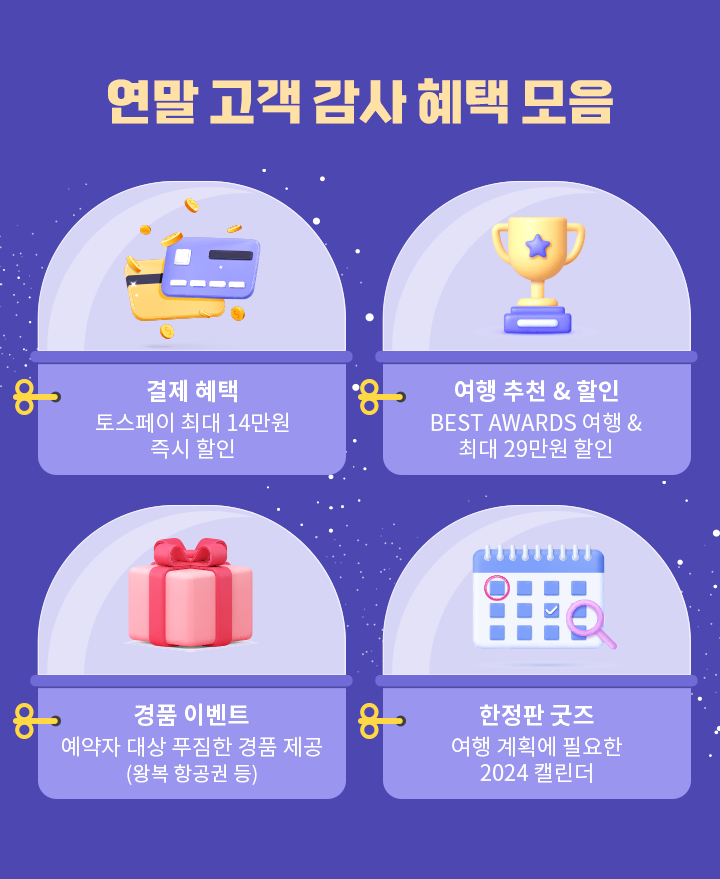 연말 고객 감사 혜택 모음
결제 혜택
토스페이 최대 14만원
즉시 할인
여행 추천 & 할인
BEST AWARDS 여행 &
최대 29만원 할인
경품 이벤트
예약자 대상 푸짐한 경품 제공
(왕복 항공권 등)
한정판 굿즈
여행 계획에 필요한
2024 캘린더